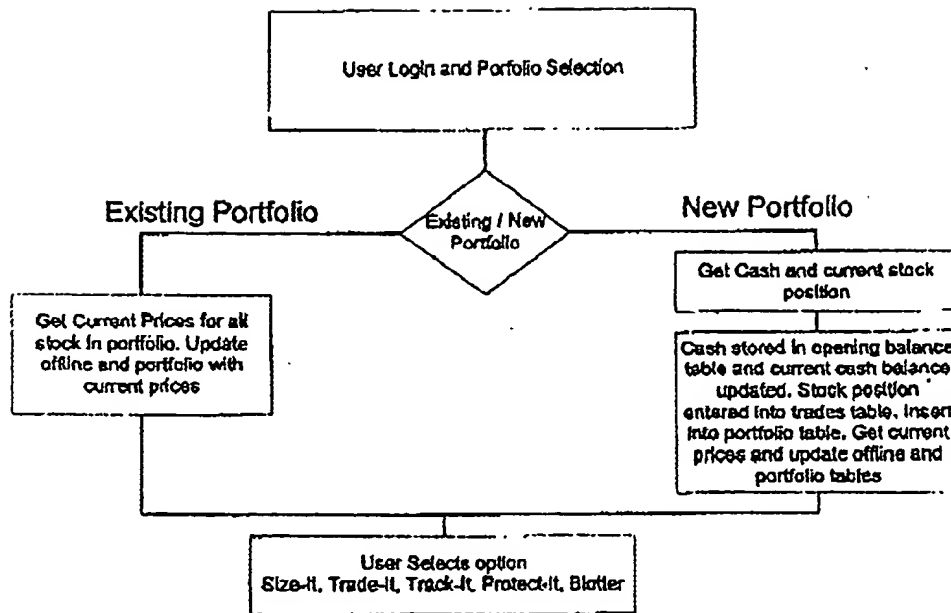 User Login and Porfolio Selection
Existing Portfolio
Existing / New
Portfolio
New Portfolio
Get Current Prices for all
stock in portfolio. Update
offline and portfolio with
current prices
Get Cash and current stock
position
Cash stored in opening balance
table and current cash balance
updated. Stock position
entered into trades table, insert
into portfolio table. Get current
prices and update offline and
portfolio tables
User Selects option
Size-it, Trade-it, Track-it, Protect-it, Blotter